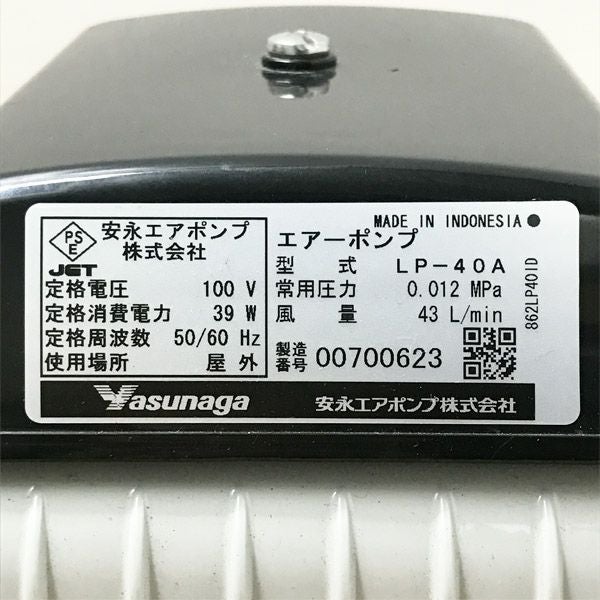 PS
E
JET
安永エアポンプ
株式会社
定格電圧 100 V
定格消費電力 39 W
定格周波数 50/60 Hz
使用場所 屋外
MADE IN INDONESIA●
エアーポンプ
型式 LP-40A
常用圧力 0.012 MPa
風量 43 L/min
製造
番号 00700623
862LP40ID
Yasunaga
安永エアポンプ株式会社